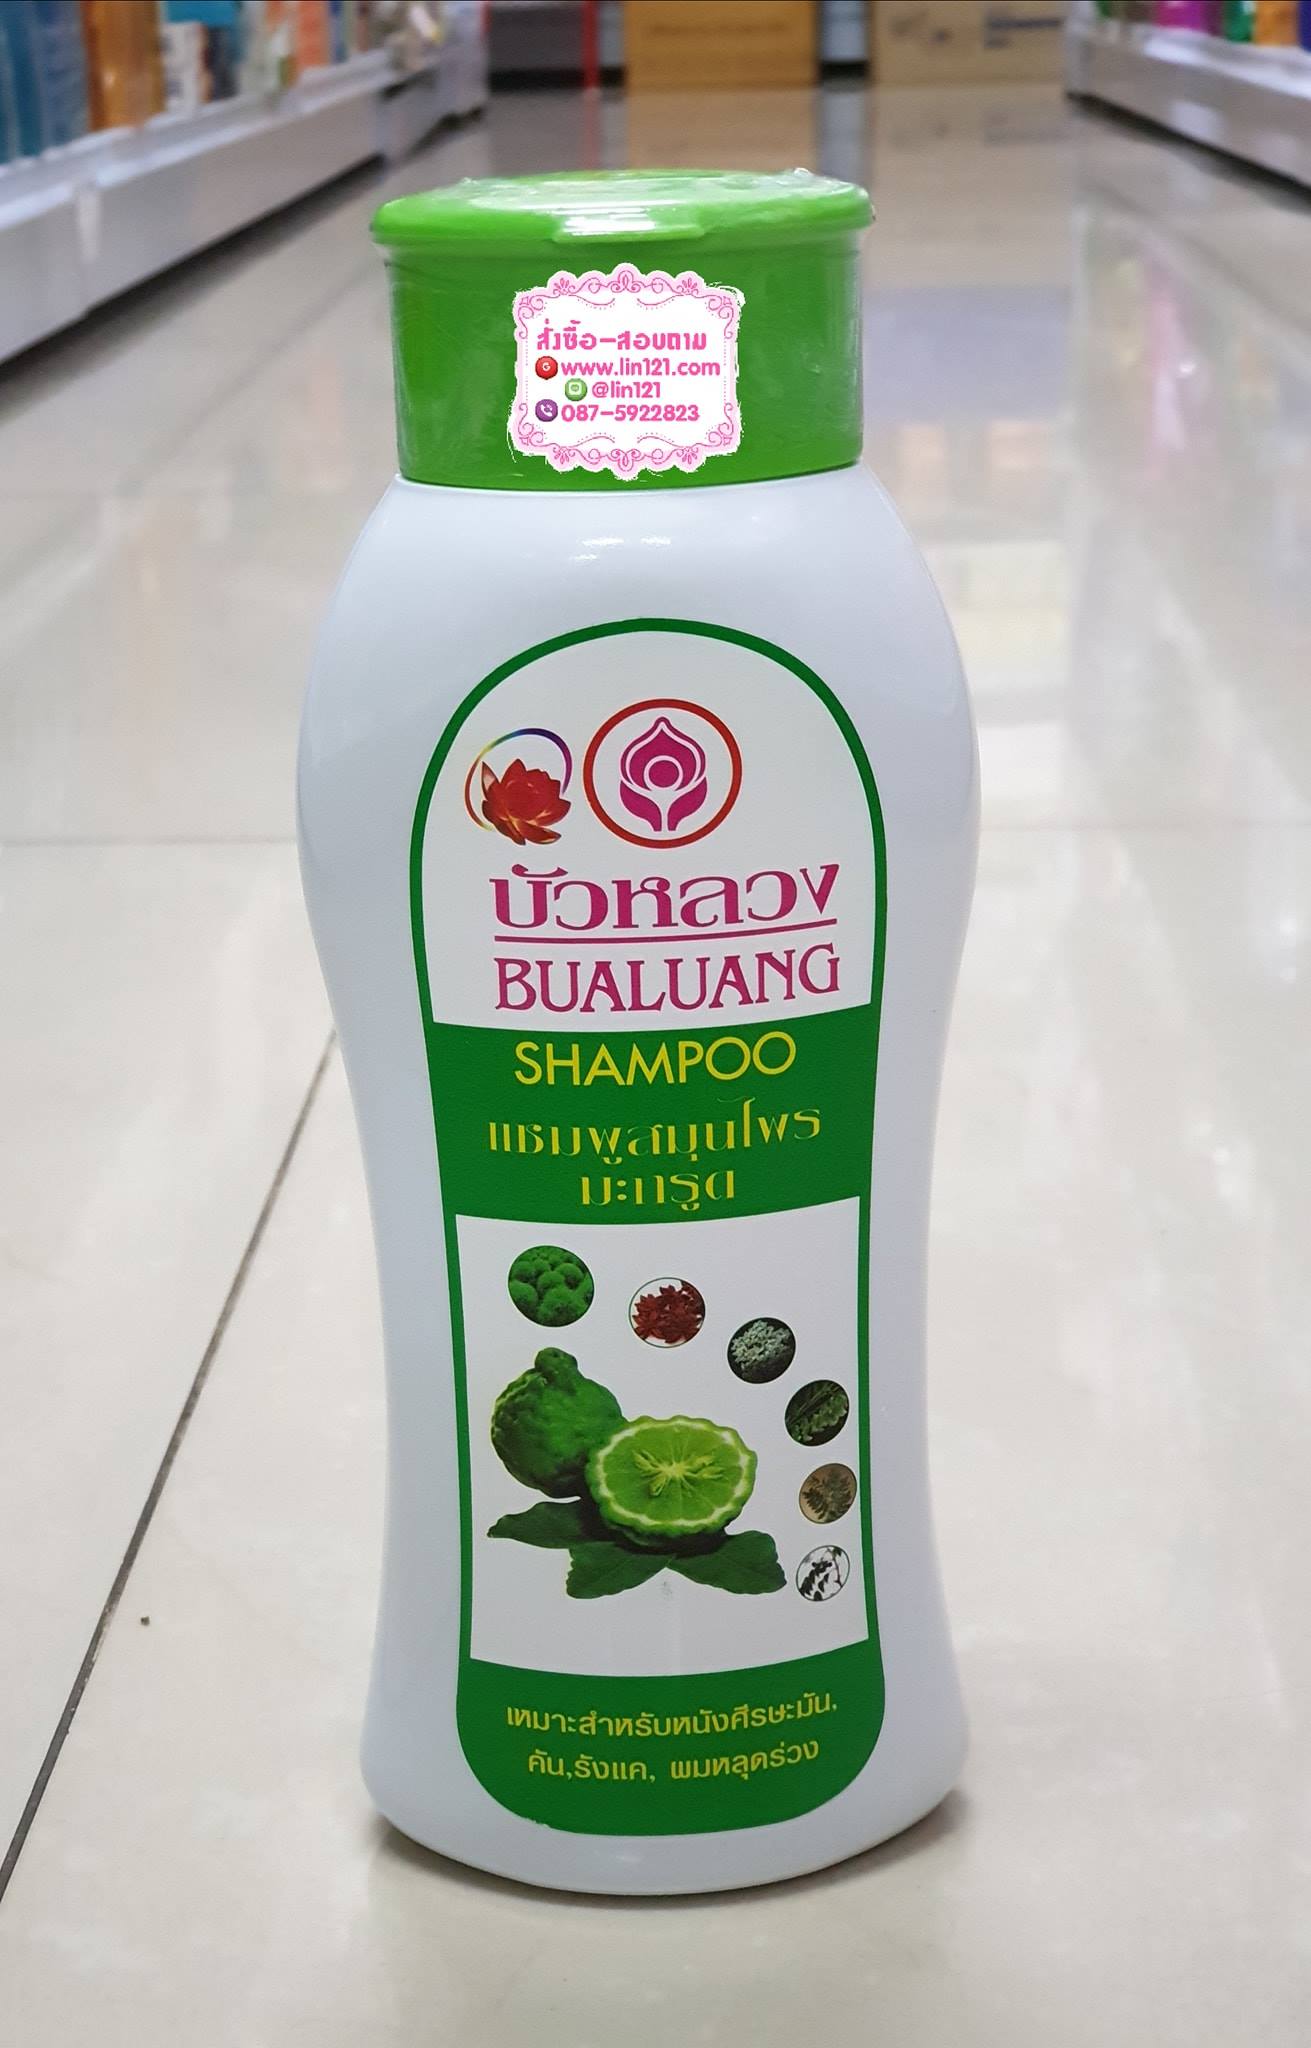 สั่งซื้อ-สอบถาม
www.lin121.com
@lin121
087-5922823
บัวหลวง
BUALUANG
SHAMPOO
แชมพูสมุนไพร
มะกรูด
เหมาะสำหรับหนังศีรษะมัน,
คัน,รังแค, ผมหลุดร่วง